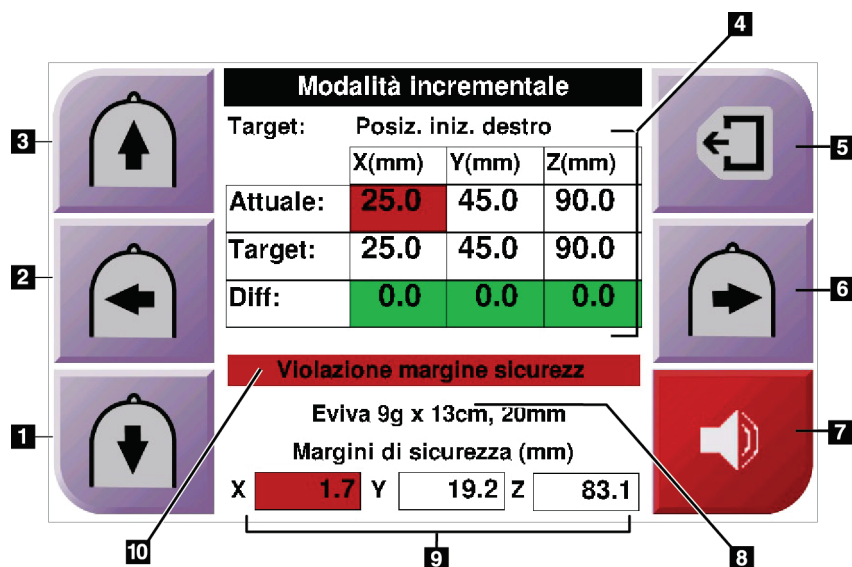 4
Modalità incrementale
Target: Posiz. iniz. destro
3
5
X(mm) Y(mm) Z(mm)
Attuale: 25.0 45.0 90.0
Target: 25.0 45.0 90.0
2
6
Diff: 0.0 0.0 0.0
Violazione margine sicurezz
Eviva 9g x 13cm, 20mm
1
7
Margini di sicurezza (mm)
X 1.7 Y 19.2 Z 83.1
10
9
8